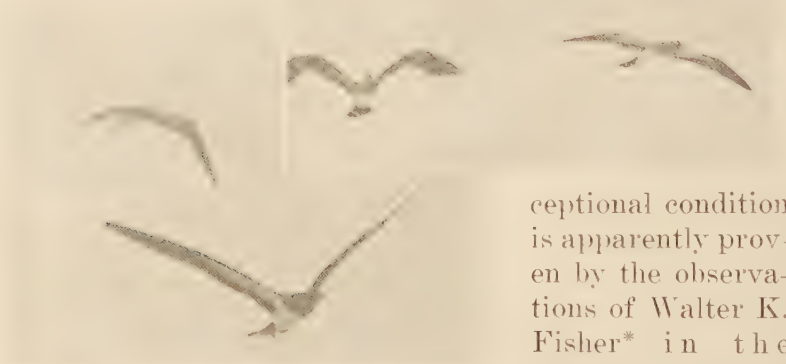 ceptional condition
is apparently prov-
en by the observa-
tions of Walter K.
Fisher* in the